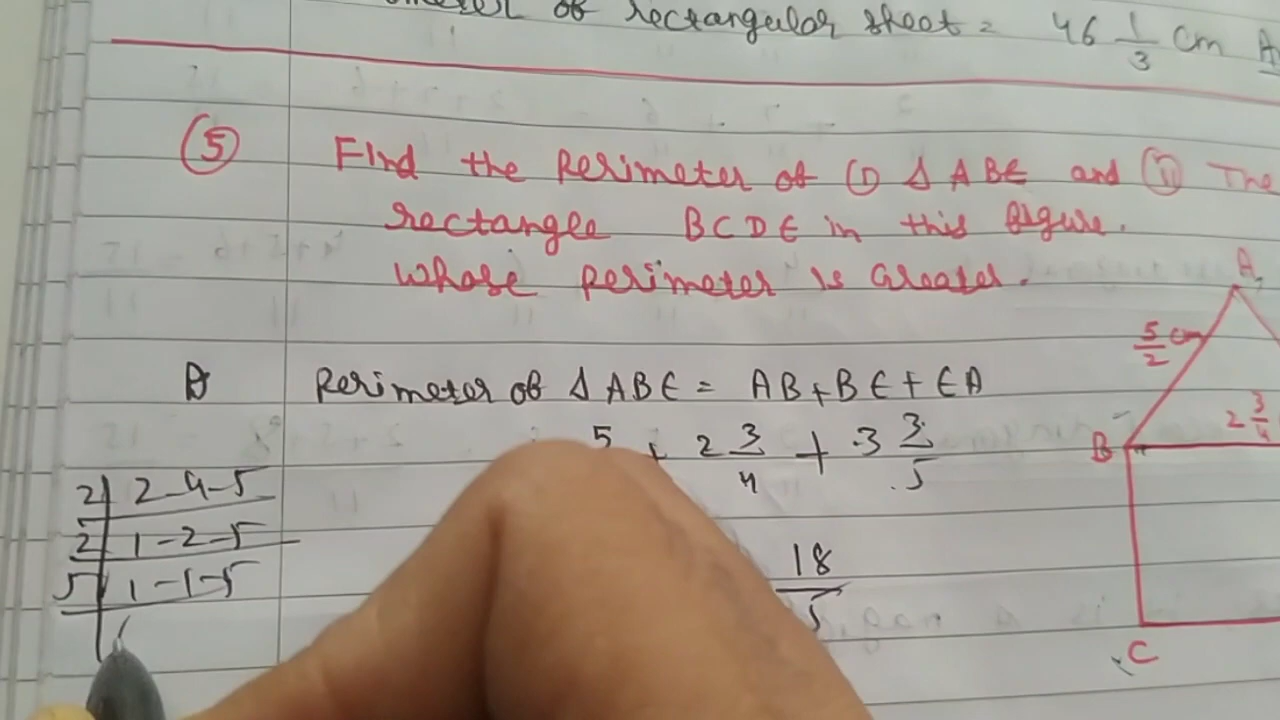 of rectangular sheet = 46 1/3 cm
⑤ Find the Perimeter of ① Δ ABE and ⑪ The
rectangle BCDE in this figure.
Whose perimeter is Greater.
Perimeter of Δ ABE = AB + BE + EA
5 + 2 3/4 + 3 3/5
18/5
2 | 2-4-5
2 | 1-2-5
5 | 1-1-5
1
A
5/2 cm
2 3/4
B
C